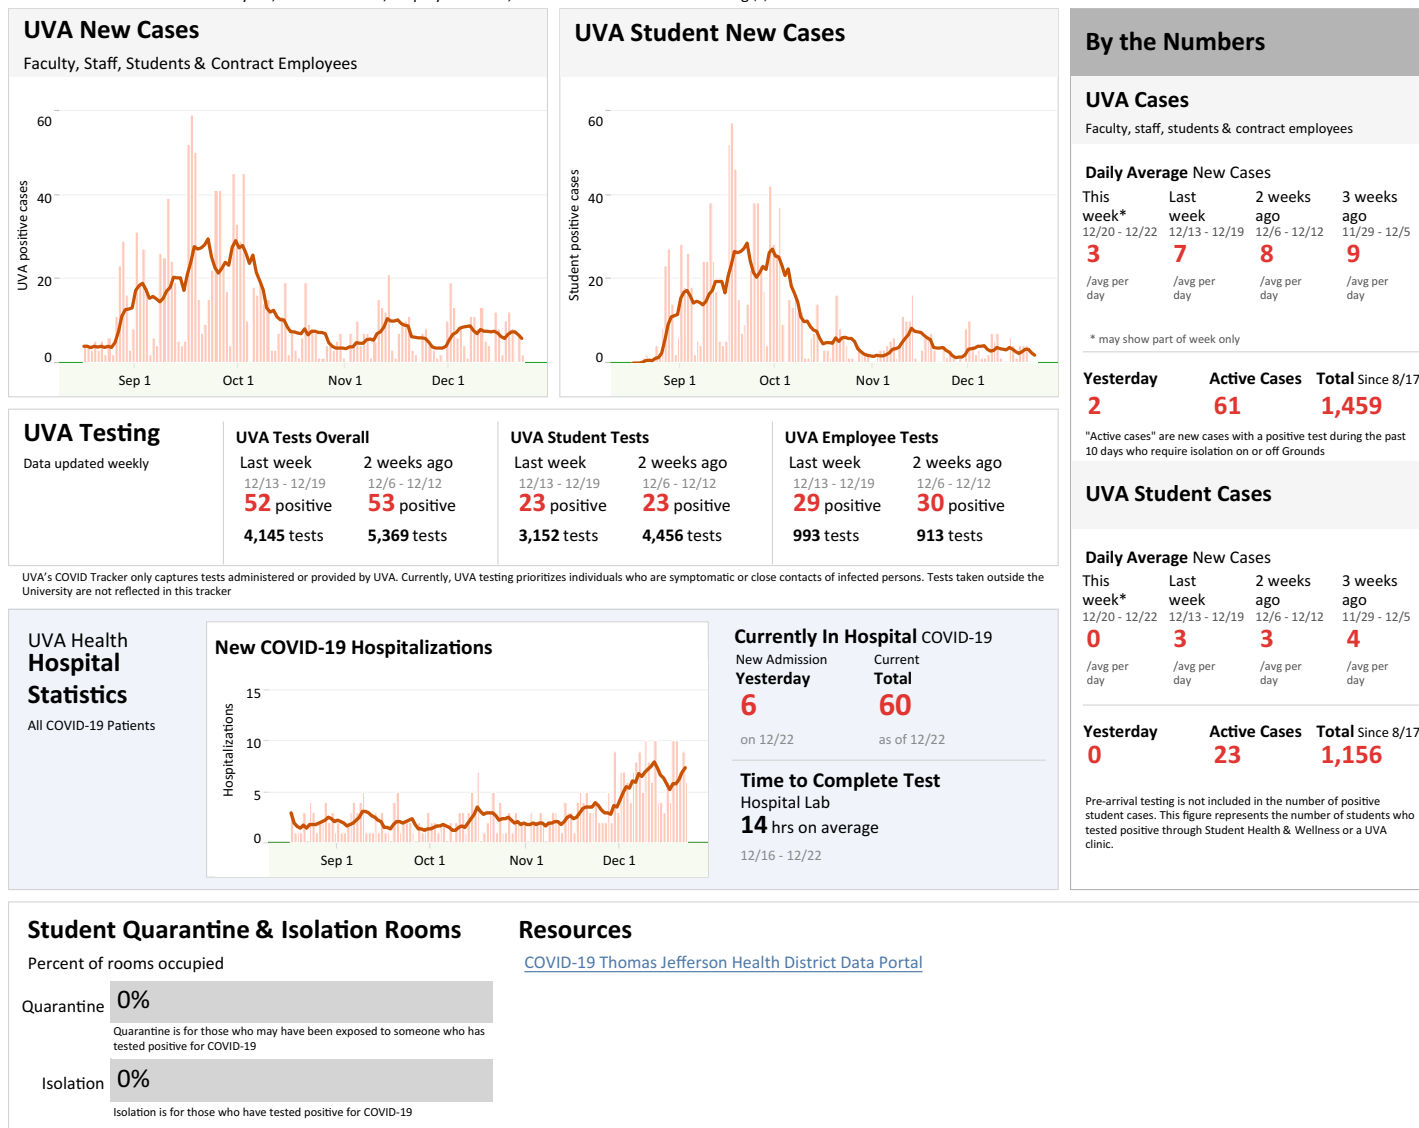 UVA New Cases
Faculty, Staff, Students & Contract Employees
UVA positive cases
60
40
20
0
Sep 1
Oct 1
Nov 1
Dec 1
UVA Student New Cases
Student positive cases
60
40
20
0
Sep 1
Oct 1
Nov 1
Dec 1
By the Numbers
UVA Cases
Faculty, staff, students & contract employees
Daily Average New Cases
This week* Last week 2 weeks ago 3 weeks ago
12/20 - 12/22 12/13 - 12/19 12/6 - 12/12 11/29 - 12/5
3 7 8 9
/avg per day /avg per day /avg per day /avg per day
* may show part of week only
Yesterday Active Cases Total Since 8/17
2 61 1,459
"Active cases" are new cases with a positive test during the past
10 days who require isolation on or off Grounds
UVA Student Cases
Daily Average New Cases
This week* Last week 2 weeks ago 3 weeks ago
12/20 - 12/22 12/13 - 12/19 12/6 - 12/12 11/29 - 12/5
0 3 3 4
/avg per day /avg per day /avg per day /avg per day
Yesterday Active Cases Total Since 8/17
0 23 1,156
Pre-arrival testing is not included in the number of positive
student cases. This figure represents the number of students who
tested positive through Student Health & Wellness or a UVA
clinic.
UVA Testing
Data updated weekly
UVA Tests Overall
Last week 2 weeks ago
12/13 - 12/19 12/6 - 12/12
52 positive 53 positive
4,145 tests 5,369 tests
UVA Student Tests
Last week 2 weeks ago
12/13 - 12/19 12/6 - 12/12
23 positive 23 positive
3,152 tests 4,456 tests
UVA Employee Tests
Last week 2 weeks ago
12/13 - 12/19 12/6 - 12/12
29 positive 30 positive
993 tests 913 tests
UVA's COVID Tracker only captures tests administered or provided by UVA. Currently, UVA testing prioritizes individuals who are symptomatic or close contacts of infected persons. Tests taken outside the
University are not reflected in this tracker
UVA Health
Hospital
Statistics
All COVID-19 Patients
New COVID-19 Hospitalizations
Hospitalizations
15
10
5
0
Sep 1
Oct 1
Nov 1
Dec 1
Currently In Hospital COVID-19
New Admission Current
Yesterday Total
6 60
on 12/22 as of 12/22
Time to Complete Test
Hospital Lab
14 hrs on average
12/16 - 12/22
Student Quarantine & Isolation Rooms
Percent of rooms occupied
Quarantine 0%
Quarantine is for those who may have been exposed to someone who has
tested positive for COVID-19
Isolation 0%
Isolation is for those who have tested positive for COVID-19
Resources
COVID-19 Thomas Jefferson Health District Data Portal